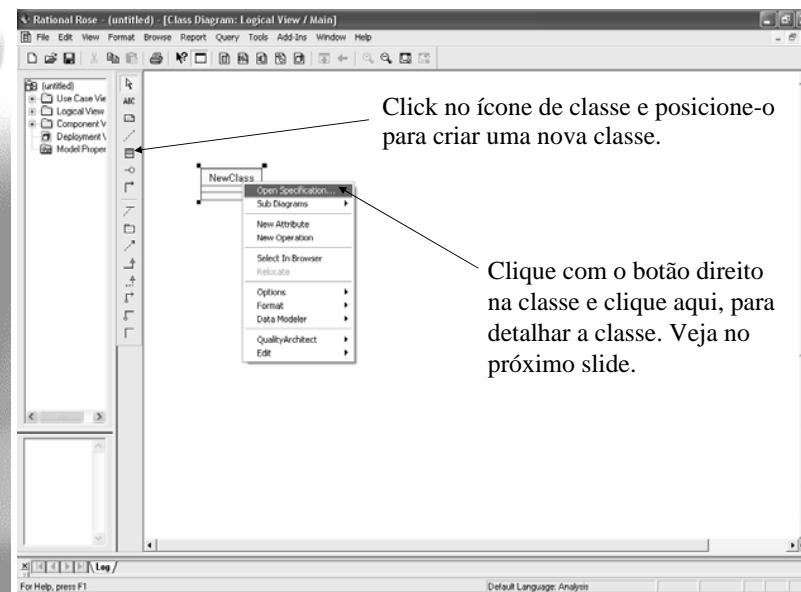 Rational Rose - (untitled) - [Class Diagram: Logical View / Main]
File Edit View Format Browse Report Query Tools Add-Ins Window Help
(untitled)
Use Case Vie
Logical View
Component V
Deployment \
Model Proper
ABC
Click no ícone de classe e posicione-o
para criar uma nova classe.
NewClass
Open Specification...
Sub Diagrams
New Attribute
New Operation
Select In Browser
Relocate
Options
Format
Data Modeler
QualityArchitect
Edit
Clique com o botão direito
na classe e clique aqui, para
detalhar a classe. Veja no
próximo slide.
Log
For Help, press F1
Default Language: Analysis